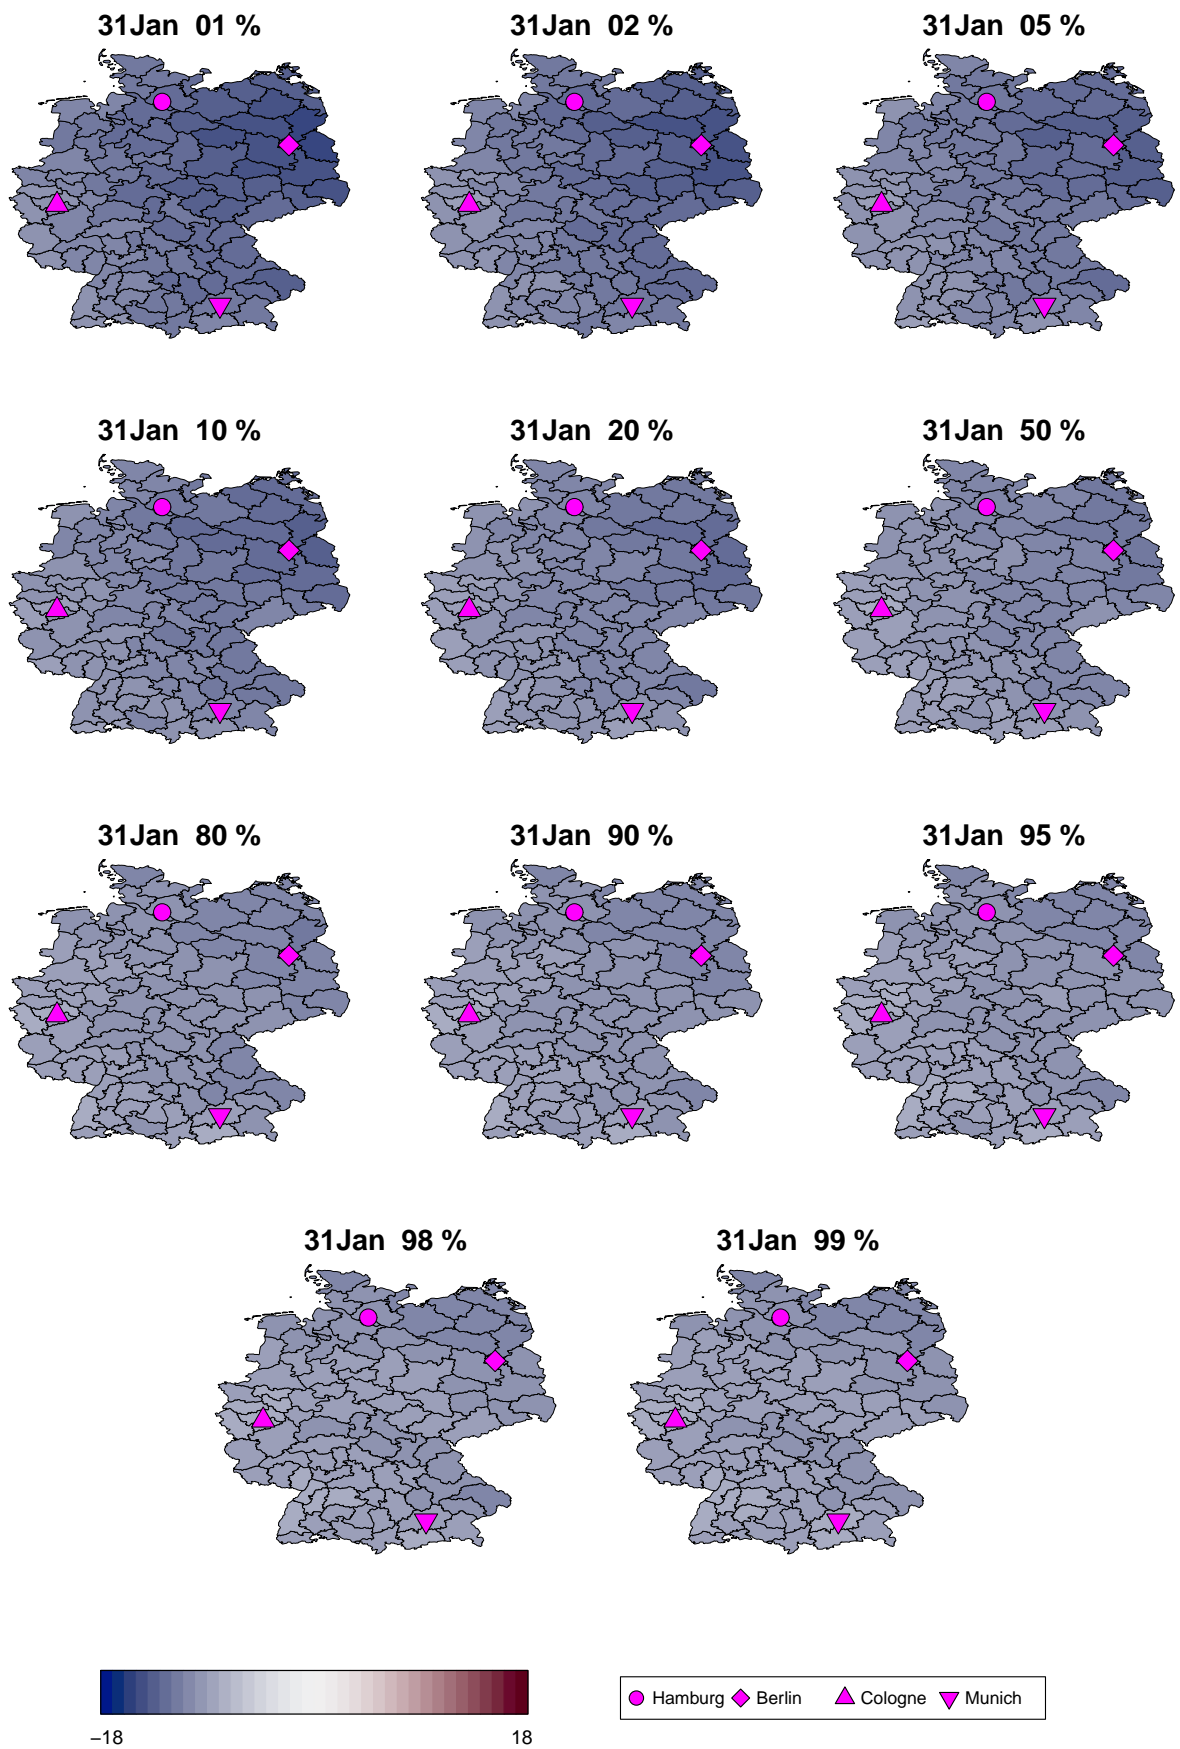 31Jan 01 %
31Jan 02 %
31Jan 05 %
31Jan 10 %
31Jan 20 %
31Jan 50 %
31Jan 80 %
31Jan 90 %
31Jan 95 %
31Jan 98 %
31Jan 99 %
−18 18
Hamburg Berlin Cologne Munich